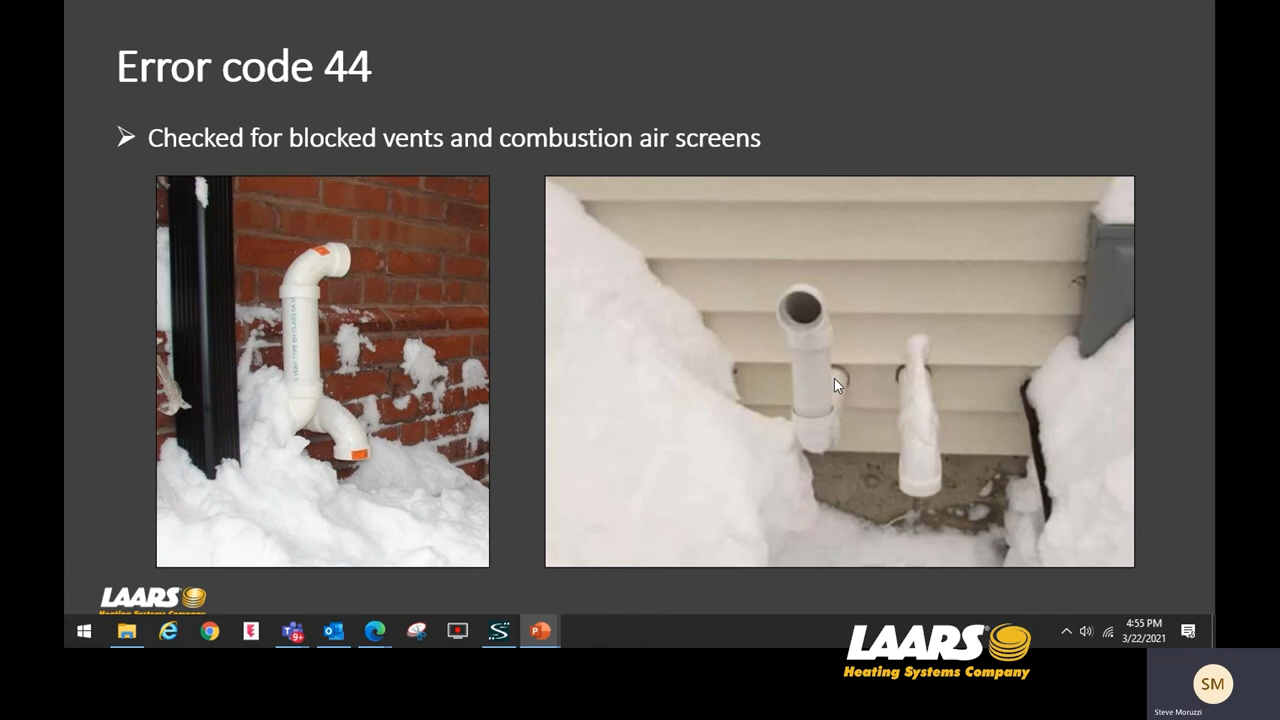 Error code 44
➢ Checked for blocked vents and combustion air screens
LAARS
Heating Systems Company
9+
4:55 PM
3/22/2021
LAARS®
Heating Systems Company
SM
Steve Moruzzi